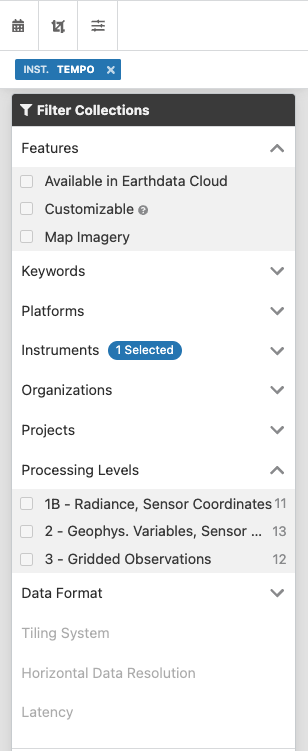 INST. TEMPO ×
Filter Collections
Features
Available in Earthdata Cloud
Customizable ?
Map Imagery
Keywords
Platforms
Instruments 1 Selected
Organizations
Projects
Processing Levels
1B - Radiance, Sensor Coordinates 11
2 - Geophys. Variables, Sensor ... 13
3 - Gridded Observations 12
Data Format
Tiling System
Horizontal Data Resolution
Latency